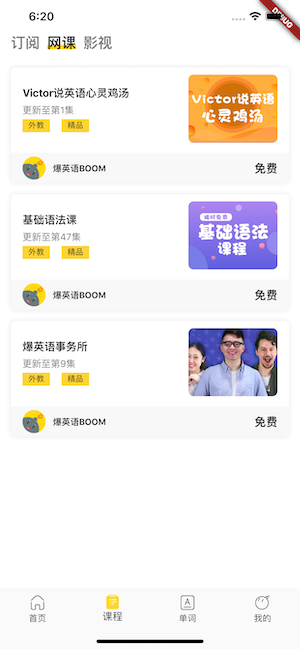 6:20
DEBUG
订阅 网课 影视
Victor说英语心灵鸡汤
更新至第1集
外教 精品
Victor说英语
心灵鸡汤
爆英语BOOM 免费
基础语法课
更新至第47集
外教 精品
限时免费
基础语法
课程
爆英语BOOM 免费
爆英语事务所
更新至第9集
外教 精品
爆英语BOOM 免费
首页 课程 单词 我的